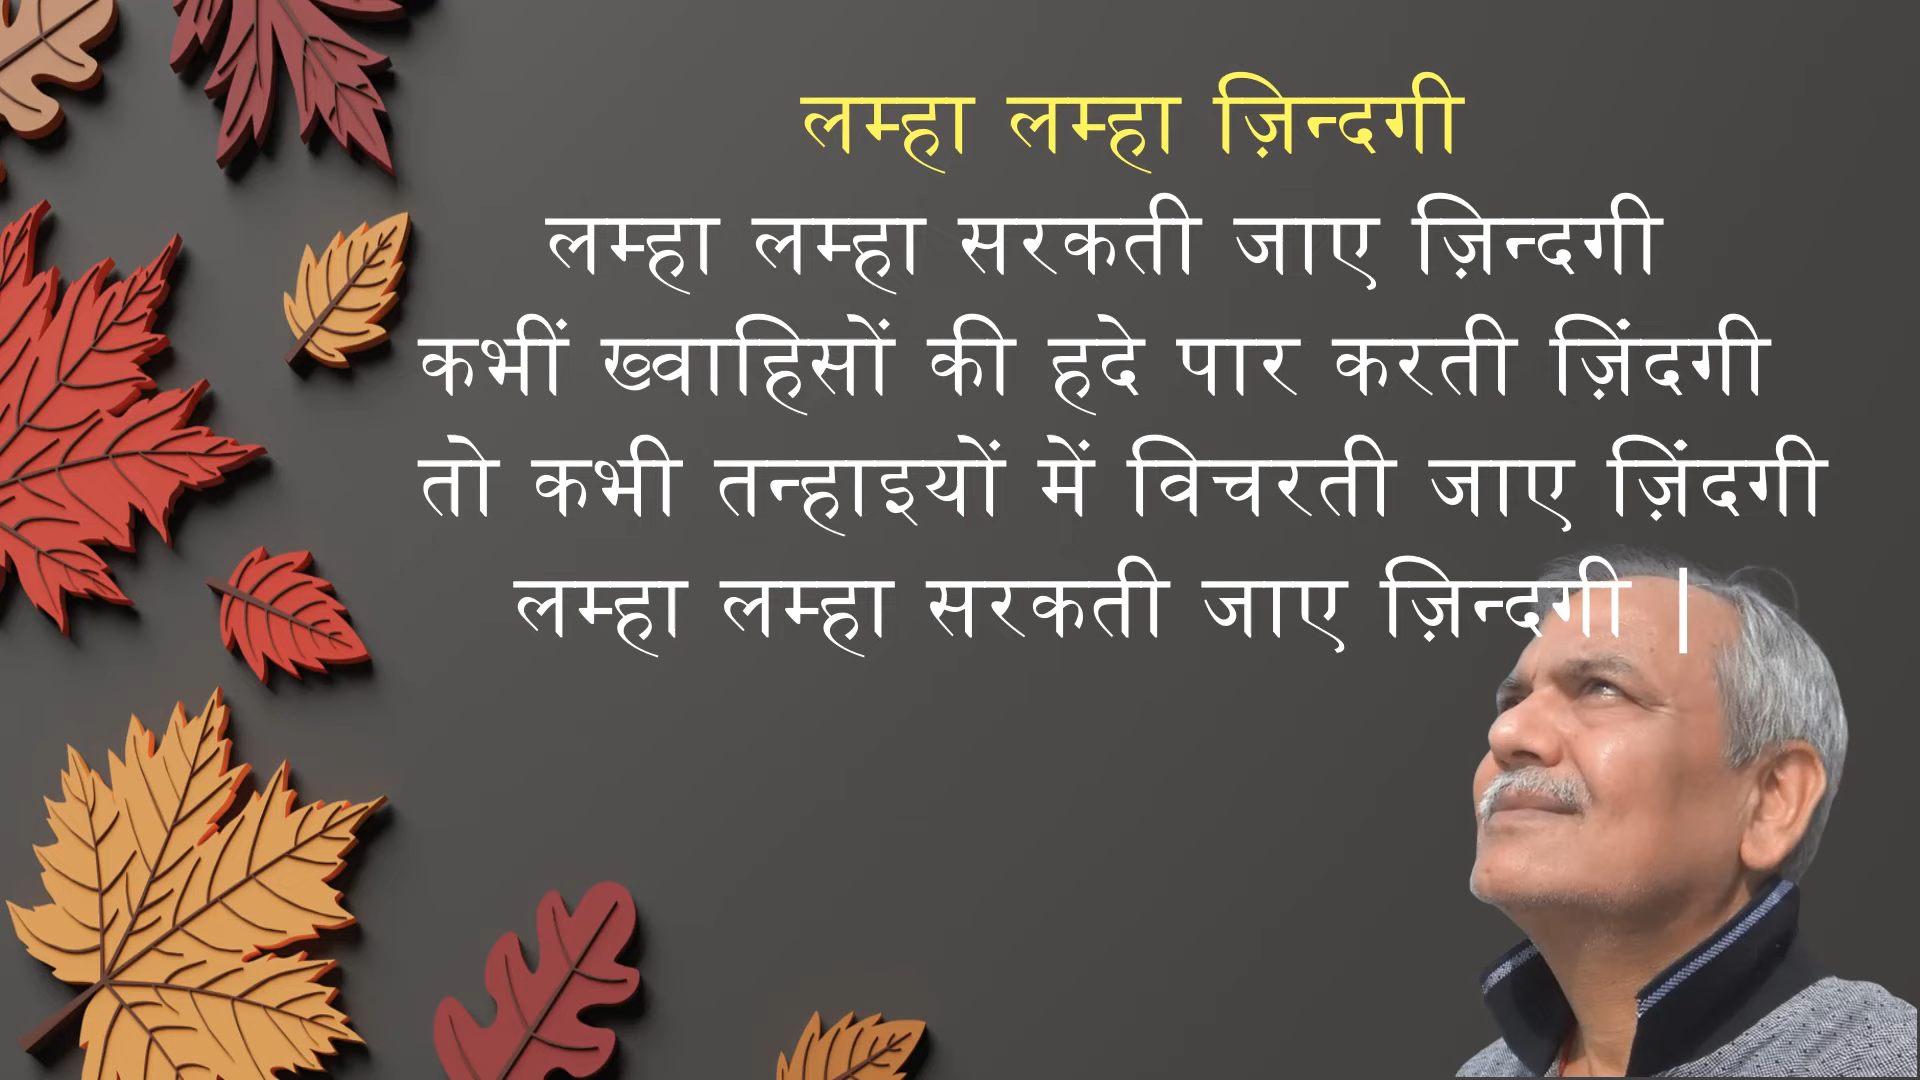 लम्हा लम्हा ज़िन्दगी
लम्हा लम्हा सरकती जाए ज़िन्दगी
कभीं ख्वाहिसों की हदे पार करती ज़िंदगी
तो कभी तन्हाइयों में विचरती जाए ज़िंदगी
लम्हा लम्हा सरकती जाए ज़िन्दगी |